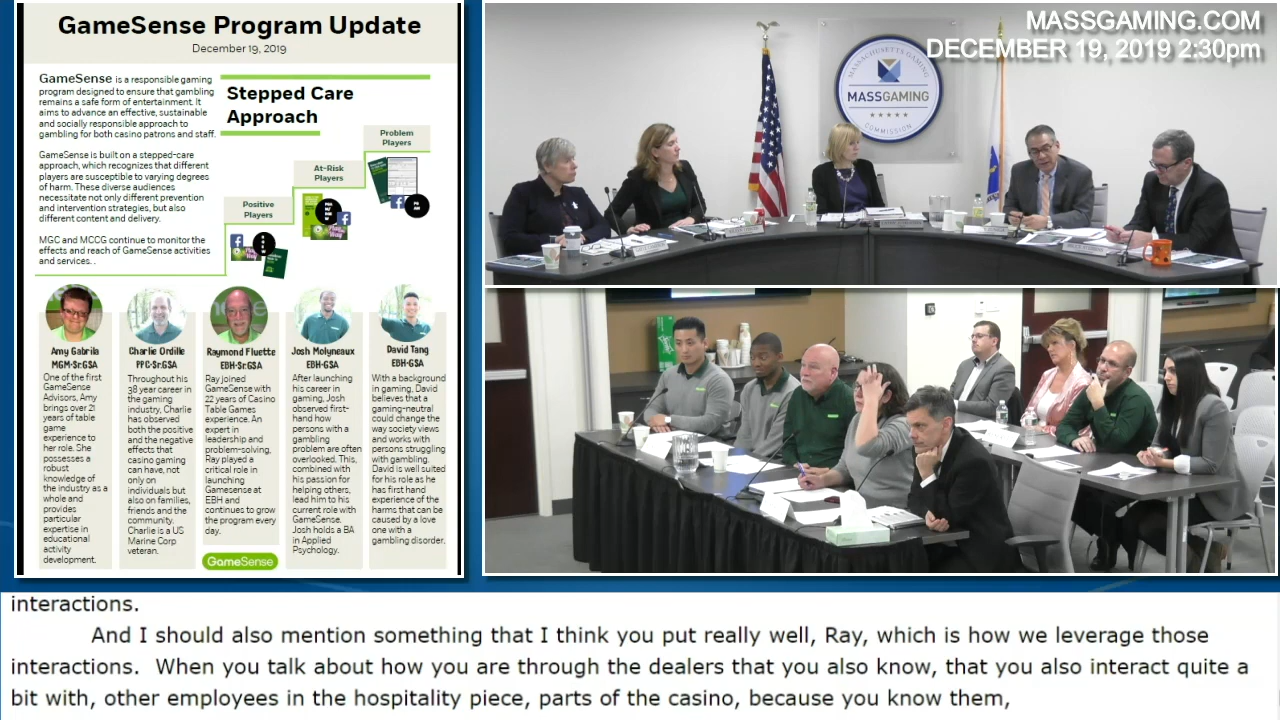 GameSense Program Update
December 19, 2019
GameSense is a responsible gaming
program designed to ensure that gambling
remains a safe form of entertainment. It
aims to advance an effective, sustainable
and socially responsible approach to
gambling for both casino patrons and staff.
GameSense is built on a stepped-care
approach, which recognizes that different
players are susceptible to varying degrees
of harm. These diverse audiences
necessitate not only different prevention
and intervention strategies, but also
different content and delivery.
MGC and MCCG continue to monitor the
effects and reach of GameSense activities
and services. .
Stepped Care
Approach
Problem
Players
At-Risk
Players
Positive
Players
Amy Gabrila
MGM-Sr.GSA
One of the first
GameSense
Advisors, Amy
brings over 21
years of table
game
experience to
her role. She
possesses a
robust
knowledge of
the industry as a
whole and
provides
particular
expertise in
educational
activity
development.
Charlie Ordille
PPC-Sr.GSA
Throughout his
38 year career in
the gaming
industry, Charlie
has observed
both the positive
and the negative
effects that
casino gaming
can have, not
only on
individuals but
also on families,
friends and the
community.
Charlie is a US
Marine Corp
veteran.
Raymond Fluette
EBH-Sr.GSA
Ray joined
GameSense with
22 years of Casino
Table Games
experience. An
expert in
leadership and
problem-solving,
Ray played a
critical role in
launching
Gamesense at
EBH and
continues to grow
the program every
day.
GameSense
Josh Molyneaux
EBH-GSA
After launching
his career in
gaming, Josh
observed first-
hand how
persons with a
gambling
problem are often
overlooked. This,
combined with
his passion for
helping others,
lead him to his
current role with
GameSense.
Josh holds a BA
in Applied
Psychology.
David Tang
EBH-GSA
With a background
in gaming, David
believes that a
gaming-neutral
could change the
way society views
and works with
persons struggling
with gambling.
David is well suited
for his role as he
has first hand
experience of the
harms that can be
caused by a love
one with a
gambling disorder.
MASSGAMING.COM
DECEMBER 19, 2019 2:30pm
MASSACHUSETTS GAMING
MASSGAMING
COMMISSION
interactions.
And I should also mention something that I think you put really well, Ray, which is how we leverage those
interactions. When you talk about how you are through the dealers that you also know, that you also interact quite a
bit with, other employees in the hospitality piece, parts of the casino, because you know them,